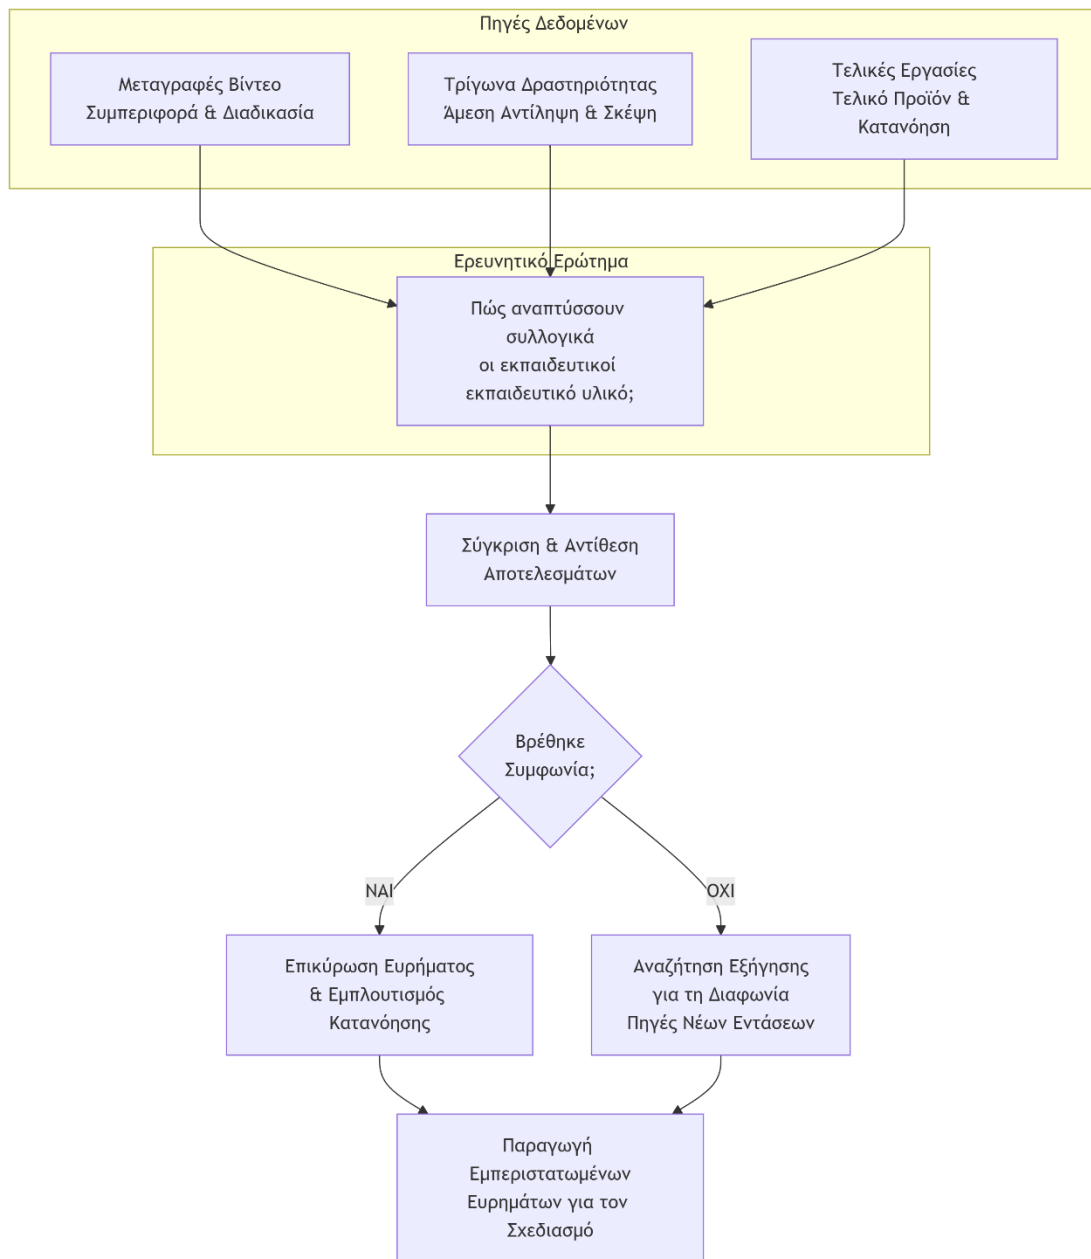 Πηγές Δεδομένων
Μεταγραφές Βίντεο
Συμπεριφορά & Διαδικασία
Τρίγωνα Δραστηριότητας
Άμεση Αντίληψη & Σκέψη
Τελικές Εργασίες
Τελικό Προϊόν &
Κατανόηση
Ερευνητικό Ερώτημα
Πώς αναπτύσσουν
συλλογικά
οι εκπαιδευτικοί
εκπαιδευτικό υλικό;
Σύγκριση & Αντίθεση
Αποτελεσμάτων
Βρέθηκε
Συμφωνία;
ΝΑΙ
ΟΧΙ
Επικύρωση Ευρήματος
& Εμπλουτισμός
Κατανόησης
Αναζήτηση Εξήγησης
για τη Διαφωνία
Πηγές Νέων Εντάσεων
Παραγωγή
Εμπεριστατωμένων
Ευρημάτων για τον
Σχεδιασμό